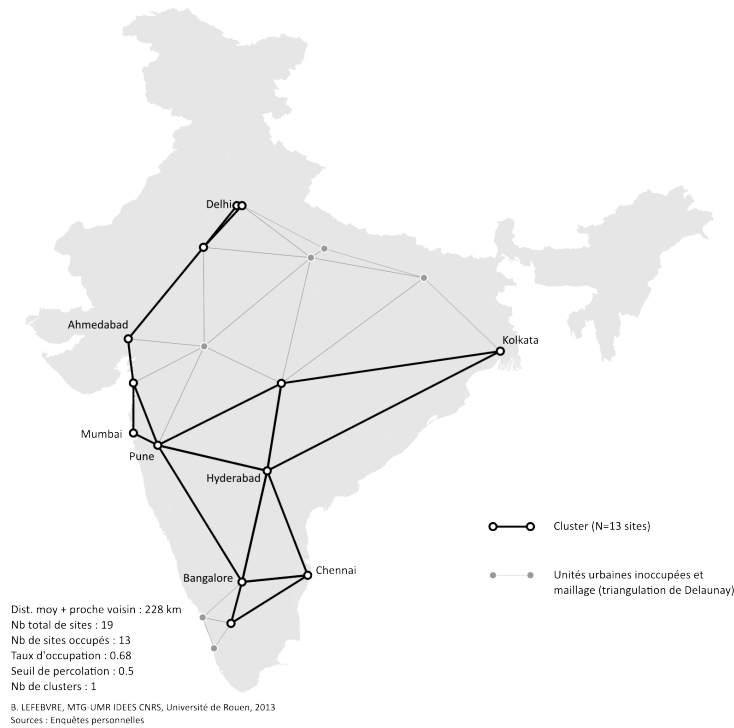 Delhi
Ahmedabad
Kolkata
Mumbai
Pune
Hyderabad
Cluster (N=13 sites)
Chennai
Bangalore
Unités urbaines inoccupées et
maillage (triangulation de Delaunay)
Dist. moy + proche voisin : 228 km
Nb total de sites : 19
Nb de sites occupés : 13
Taux d'occupation : 0.68
Seuil de percolation : 0.5
Nb de clusters : 1
B. LEFEBVRE, MTG-UMR IDEES CNRS, Université de Rouen, 2013
Sources : Enquêtes personnelles